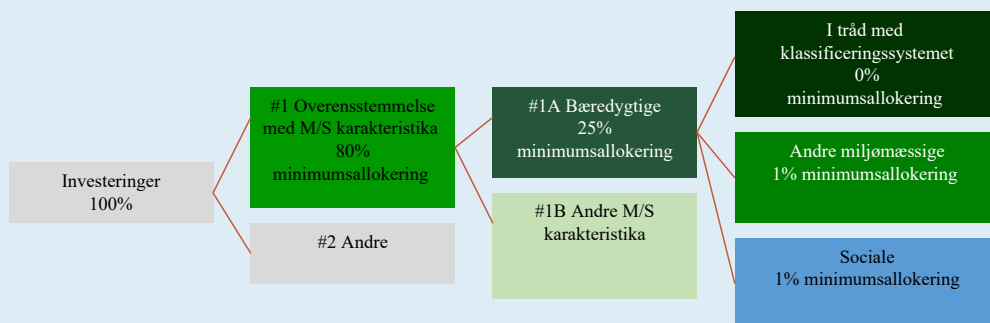 Investeringer
100%
#1 Overensstemmelse
med M/S karakteristika
80%
minimumsallokering
#2 Andre
#1A Bæredygtige
25%
minimumsallokering
#1B Andre M/S
karakteristika
I tråd med
klassificeringssystemet
0%
minimumsallokering
Andre miljømæssige
1% minimumsallokering
Sociale
1% minimumsallokering